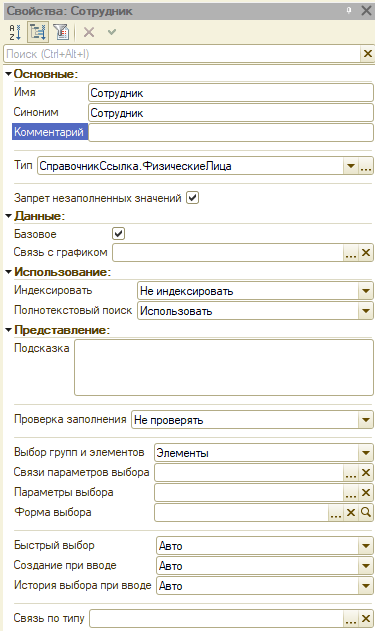 Свойства: Сотрудник
Поиск (Ctrl+Alt+I)
Основные:
Имя Сотрудник
Синоним Сотрудник
Комментарий
Тип СправочникСсылка.ФизическиеЛица
Запрет незаполненных значений
Данные:
Базовое
Связь с графиком
Использование:
Индексировать Не индексировать
Полнотекстовый поиск Использовать
Представление:
Подсказка
Проверка заполнения Не проверять
Выбор групп и элементов Элементы
Связи параметров выбора
Параметры выбора
Форма выбора
Быстрый выбор Авто
Создание при вводе Авто
История выбора при вводе Авто
Связь по типу